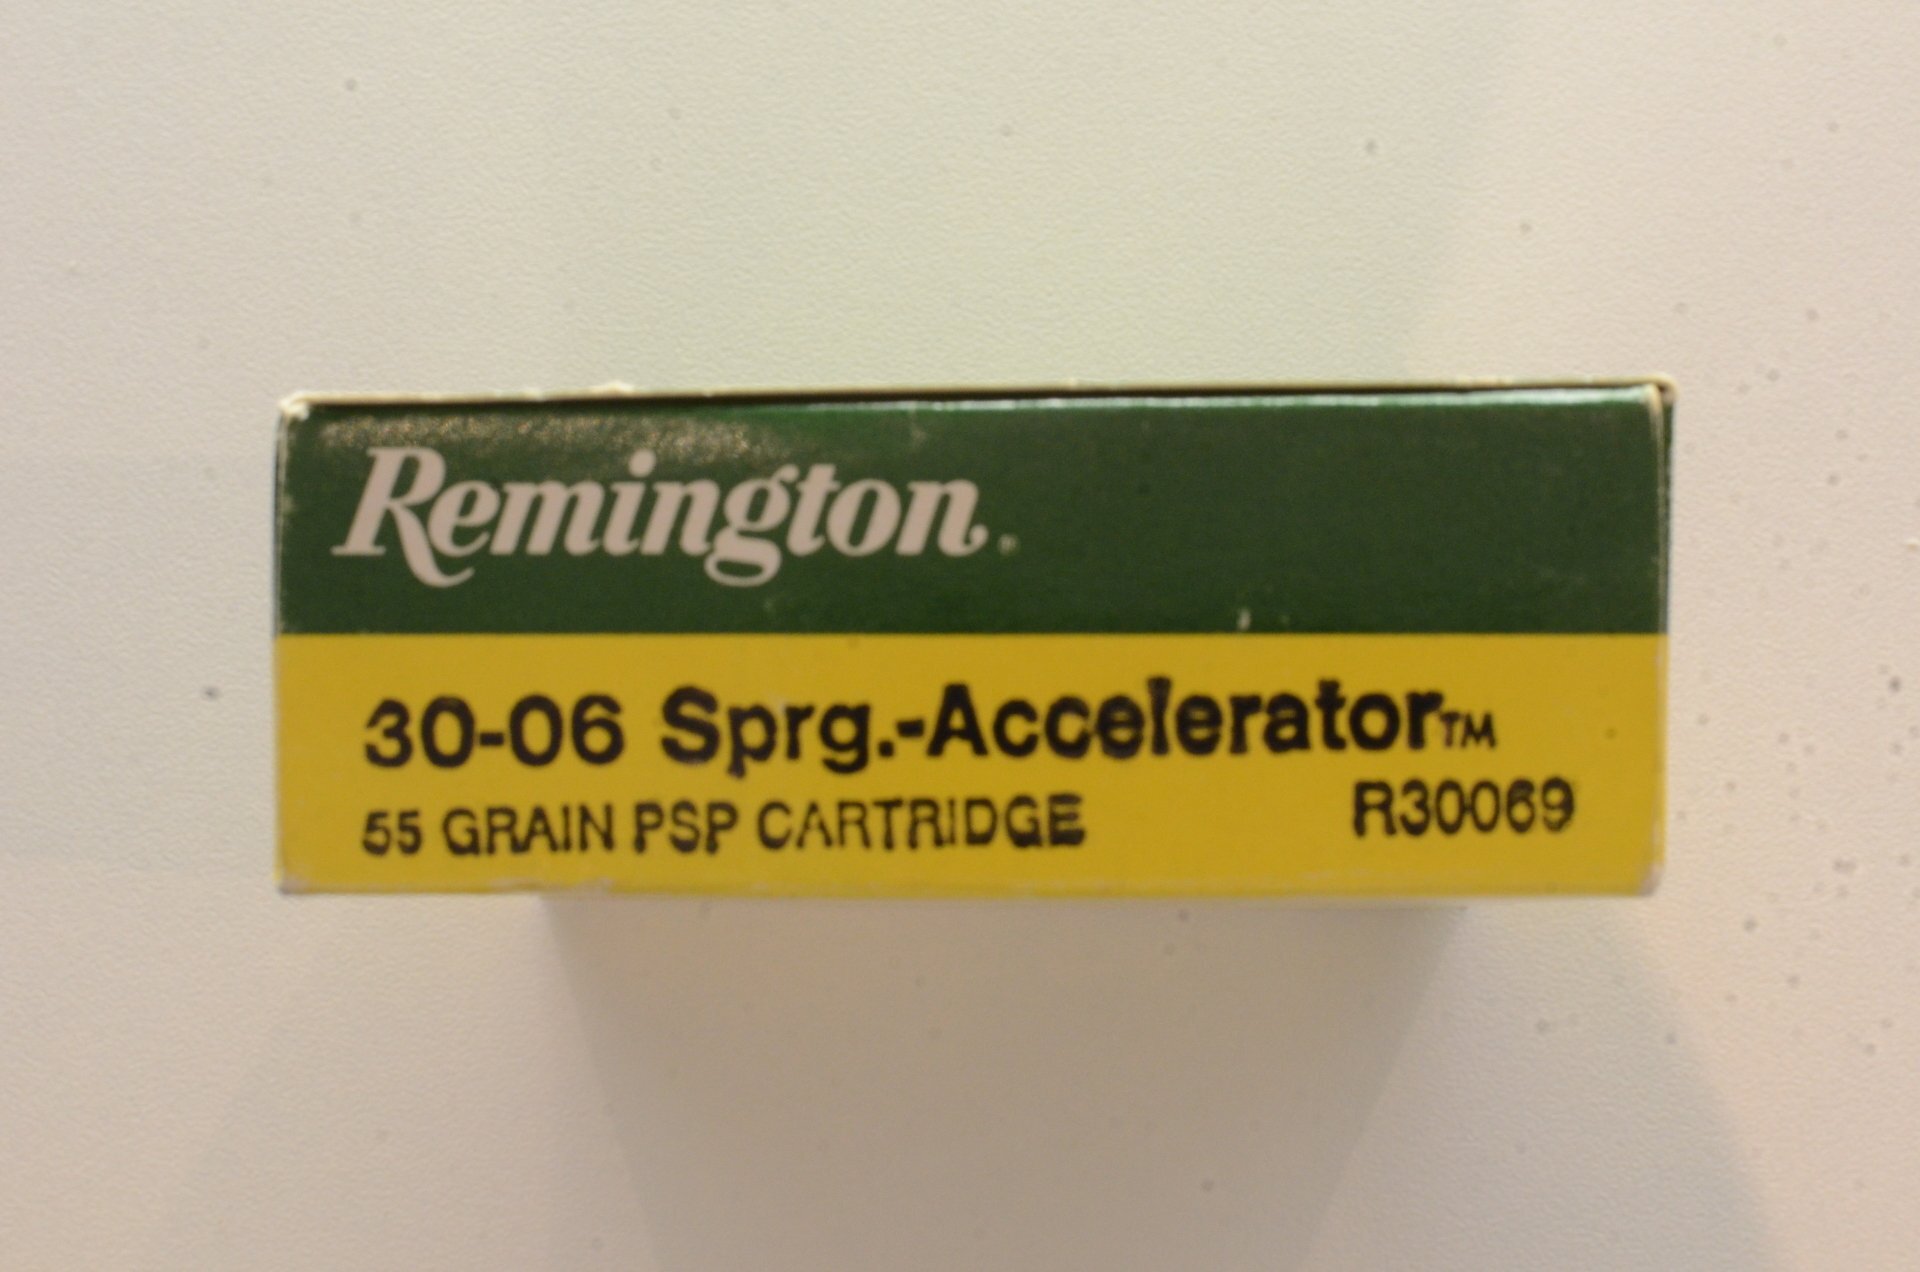 Remington.
30-06 Sprg.-Accelerator™
55 GRAIN PSP CARTRIDGE R30069